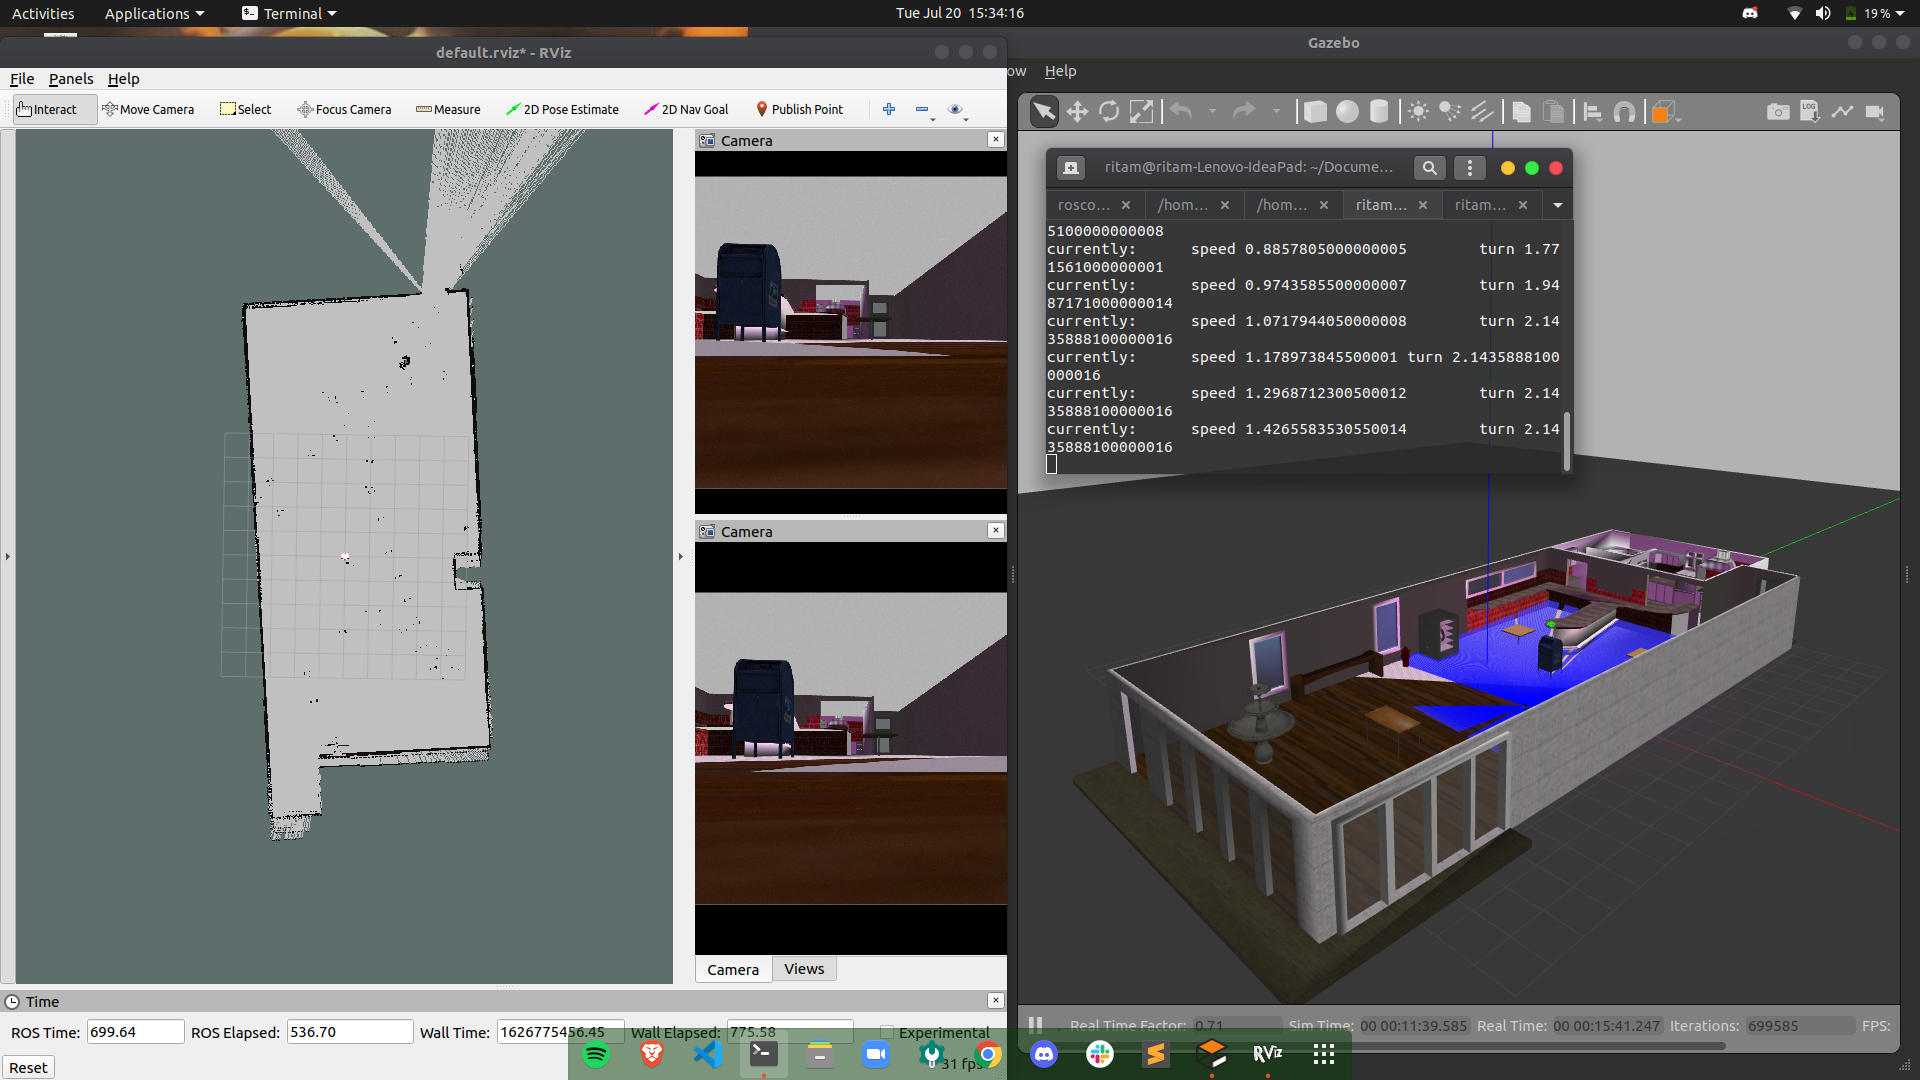 Activities Applications Terminal Tue Jul 20 15:34:16 19 %
default.rviz* - RViz
Gazebo
File Panels Help
ow Help
Interact Move Camera Select Focus Camera Measure 2D Pose Estimate 2D Nav Goal Publish Point
LOG
Camera
ritam@ritam-Lenovo-IdeaPad: ~/Docume...
rosco... /hom... /hom... ritam... ritam...
5100000000008
currently: speed 0.8857805000000005 turn 1.77
1561000000001
currently: speed 0.9743585500000007 turn 1.94
87171000000014
currently: speed 1.0717944050000008 turn 2.14
35888100000016
currently: speed 1.178973845500001 turn 2.1435888100
000016
currently: speed 1.2968712300500012 turn 2.14
35888100000016
currently: speed 1.4265583530550014 turn 2.14
35888100000016
Camera
Camera Views
Time
ROS Time: 699.64 ROS Elapsed: 536.70 Wall Time: 1626775456.45 Wall Elapsed: 775.58 Experimental
Real Time Factor: 0.71 Sim Time: 00 00:11:39.585 Real Time: 00 00:15:41.247 Iterations: 699585 FPS:
Reset
31 fps
RViz